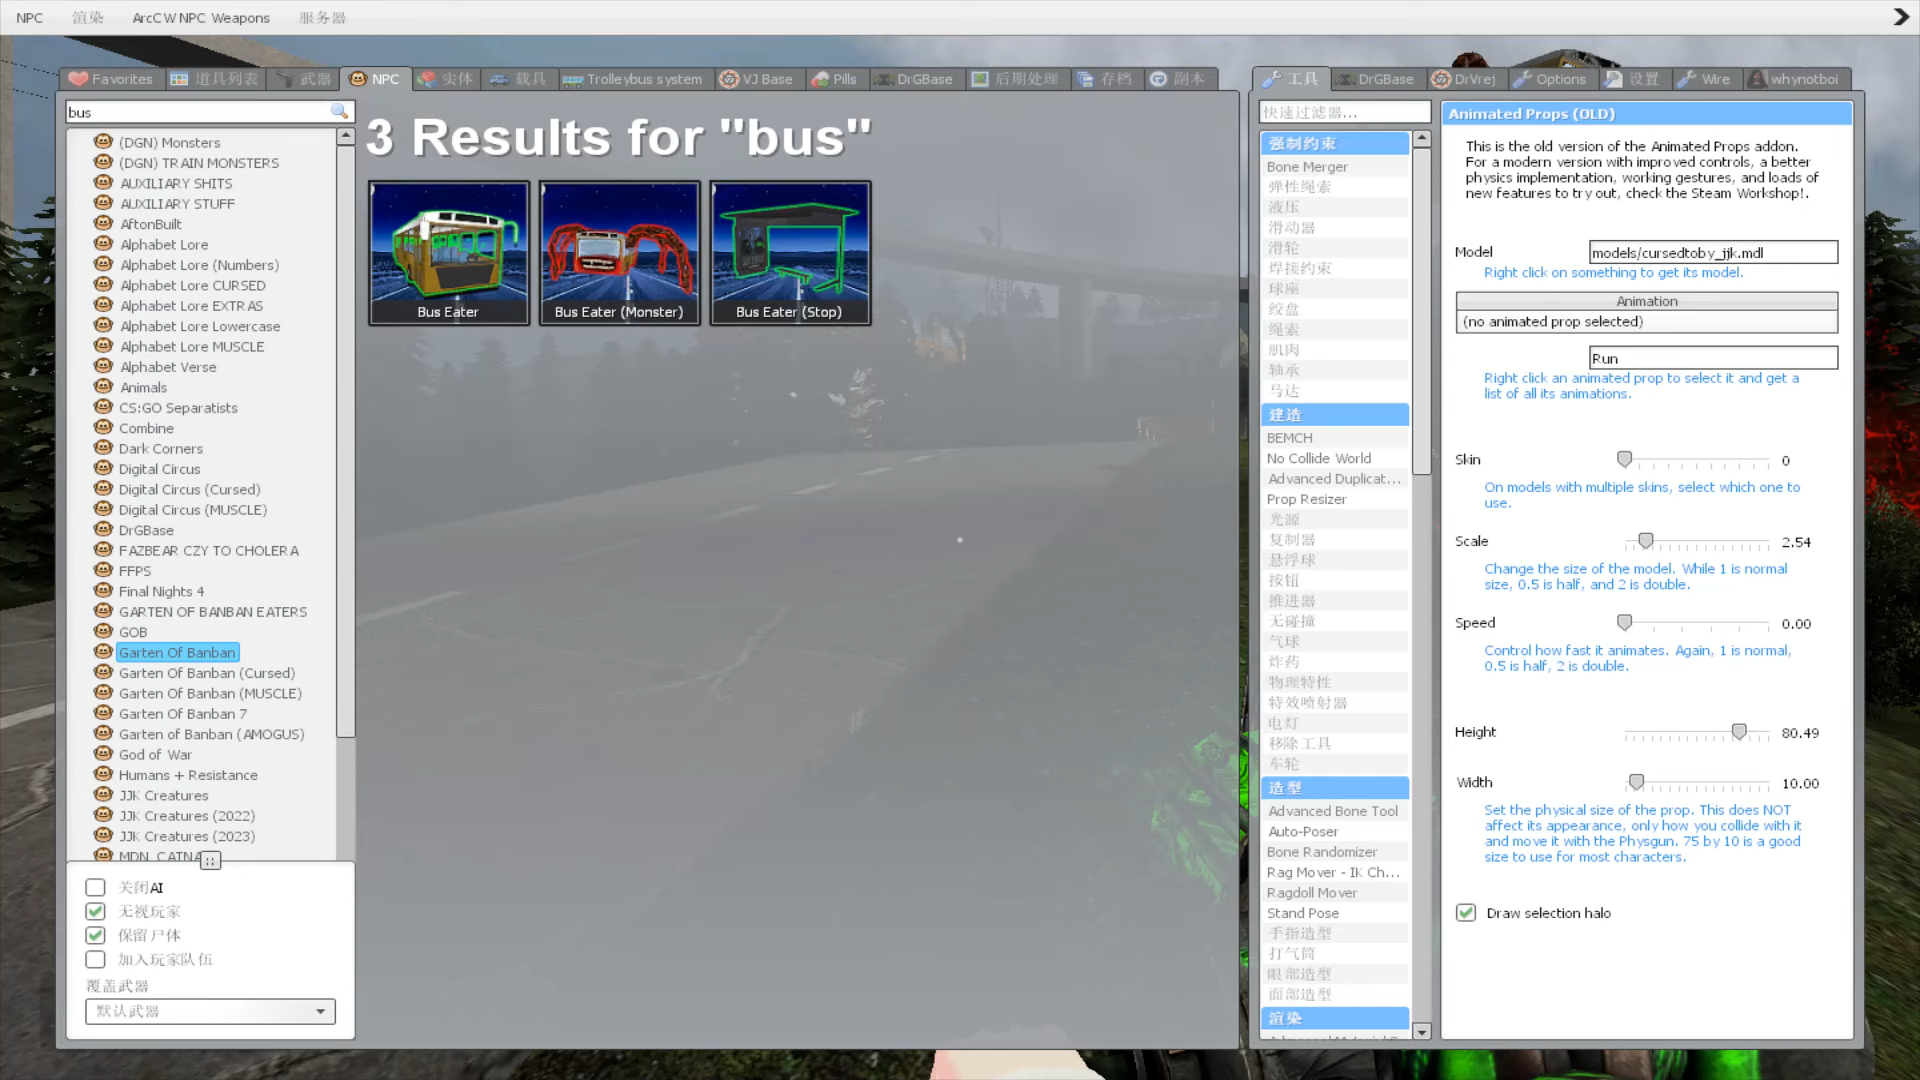 NPC
渲染
ArcCW NPC Weapons
服务器
Favorites
道具列表
武器
NPC
实体
载具
Trolleybus system
VJ Base
Pills
DrGBase
后期处理
存档
副本
工具
DrGBase
DrVrej
Options
设置
Wire
whynotboi
bus
(DGN) Monsters
(DGN) TRAIN MONSTERS
AUXILIARY SHITS
AUXILIARY STUFF
AftonBuilt
Alphabet Lore
Alphabet Lore (Numbers)
Alphabet Lore CURSED
Alphabet Lore EXTRAS
Alphabet Lore Lowercase
Alphabet Lore MUSCLE
Alphabet Verse
Animals
CS:GO Separatists
Combine
Dark Corners
Digital Circus
Digital Circus (Cursed)
Digital Circus (MUSCLE)
DrGBase
FAZBEAR CZY TO CHOLERA
FFPS
Final Nights 4
GARTEN OF BANBAN EATERS
GOB
Garten Of Banban
Garten Of Banban (Cursed)
Garten Of Banban (MUSCLE)
Garten Of Banban 7
Garten of Banban (AMOGUS)
God of War
Humans + Resistance
JJK Creatures
JJK Creatures (2022)
JJK Creatures (2023)
MDN_CATNA
关闭AI
无视玩家
保留尸体
加入玩家队伍
覆盖武器
默认武器
3 Results for "bus"
Bus Eater
Bus Eater (Monster)
Bus Eater (Stop)
快速过滤器...
强制约束
Bone Merger
弹性绳索
液压
滑动器
滑轮
焊接约束
球座
绞盘
绳索
肌肉
轴承
马达
建造
BEMCH
No Collide World
Advanced Duplicat...
Prop Resizer
光源
复制器
悬浮球
按钮
推进器
无碰撞
气球
炸药
物理特性
特效喷射器
电灯
移除工具
车轮
造型
Advanced Bone Tool
Auto-Poser
Bone Randomizer
Rag Mover - IK Ch...
Ragdoll Mover
Stand Pose
手指造型
打气筒
眼部造型
面部造型
渲染
Animated Props (OLD)
This is the old version of the Animated Props addon.
For a modern version with improved controls, a better
physics implementation, working gestures, and loads of
new features to try out, check the Steam Workshop!.
Model
models/cursedtoby_jjk.mdl
Right click on something to get its model.
Animation
(no animated prop selected)
Run
Right click an animated prop to select it and get a
list of all its animations.
Skin
0
On models with multiple skins, select which one to
use.
Scale
2.54
Change the size of the model. While 1 is normal
size, 0.5 is half, and 2 is double.
Speed
0.00
Control how fast it animates. Again, 1 is normal,
0.5 is half, 2 is double.
Height
80.49
Width
10.00
Set the physical size of the prop. This does NOT
affect its appearance, only how you collide with it
and move it with the Physgun. 75 by 10 is a good
size to use for most characters.
Draw selection halo